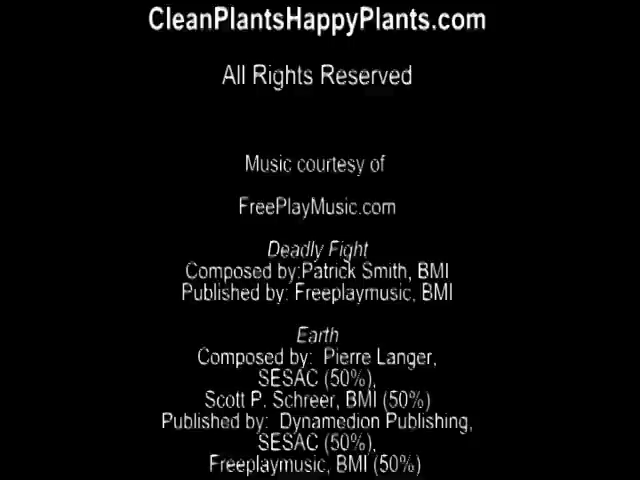 CleanPlantsHappyPlants.com
All Rights Reserved
Music courtesy of
FreePlayMusic.com
Deadly Fight
Composed by:Patrick Smith, BMI
Published by: Freeplaymusic, BMI
Earth
Composed by: Pierre Langer,
SESAC (50%),
Scott P. Schreer, BMI (50%)
Published by: Dynamedion Publishing,
SESAC (50%),
Freeplaymusic, BMI (50%)